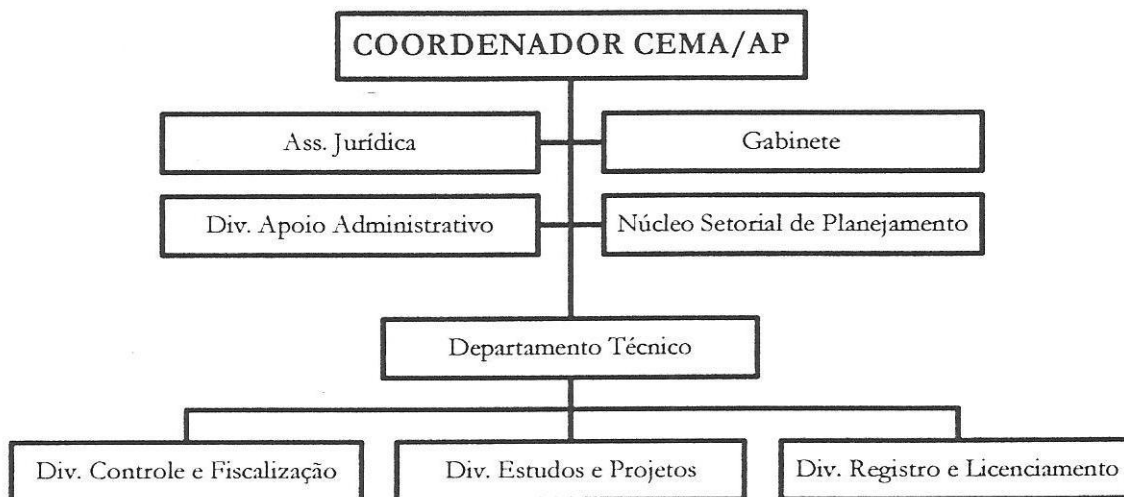 COORDENADOR CEMA/AP
Ass. Jurídica
Gabinete
Div. Apoio Administrativo
Núcleo Setorial de Planejamento
Departamento Técnico
Div. Controle e Fiscalização
Div. Estudos e Projetos
Div. Registro e Licenciamento